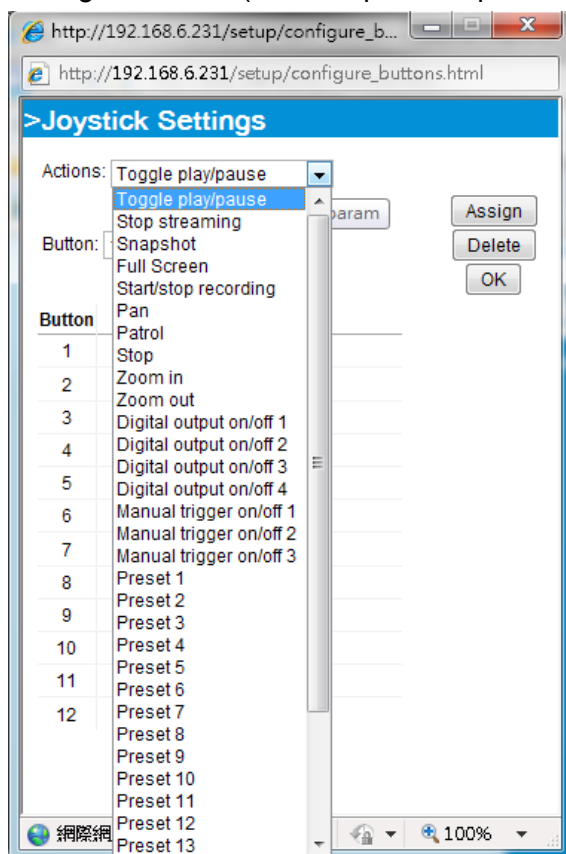 http://192.168.6.231/setup/configure_b...
http://192.168.6.231/setup/configure_buttons.html
>Joystick Settings
Actions: Toggle play/pause
Toggle play/pause
param
Assign
Stop streaming
Button:
Snapshot
Delete
Full Screen
OK
Start/stop recording
Button
Pan
Patrol
1
Stop
2
Zoom in
Zoom out
3
Digital output on/off 1
4
Digital output on/off 2
Digital output on/off 3
5
Digital output on/off 4
6
Manual trigger on/off 1
Manual trigger on/off 2
7
Manual trigger on/off 3
8
Preset 1
Preset 2
9
Preset 3
10
Preset 4
Preset 5
11
Preset 6
12
Preset 7
Preset 8
Preset 9
Preset 10
Preset 11
網際網
Preset 12
100%
Preset 13